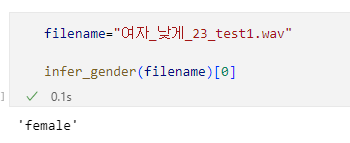 filename="여자_낮게_23_test1.wav"
infer_gender(filename)[0]
0.1s
'female'